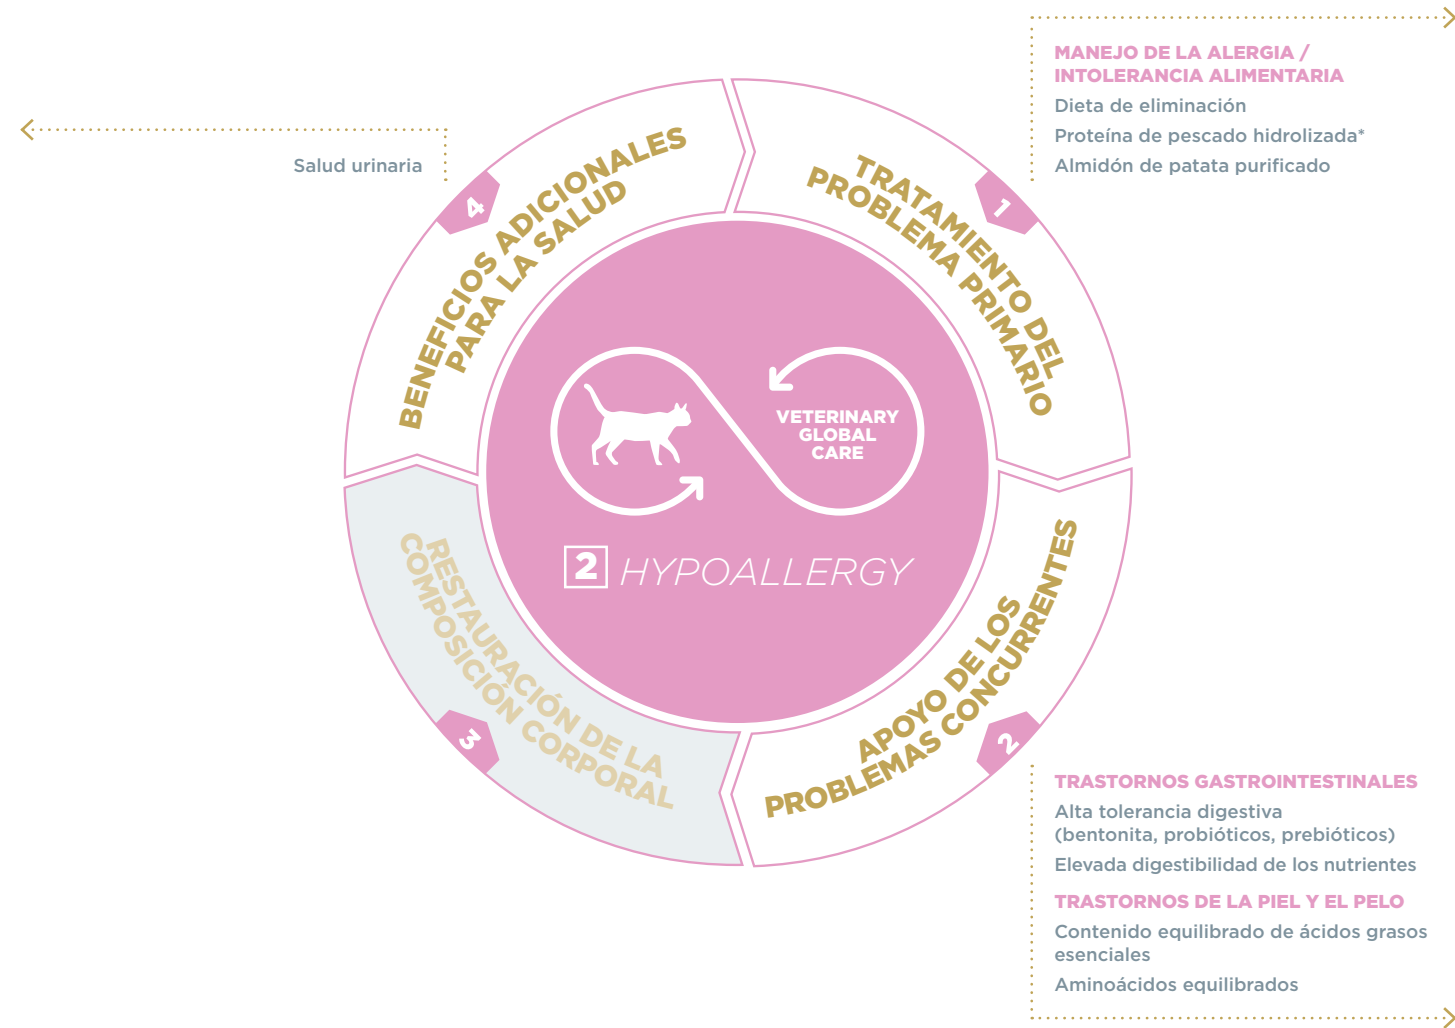 MANEJO DE LA ALERGIA /
INTOLERANCIA ALIMENTARIA
Dieta de eliminación
Proteína de pescado hidrolizada*
Almidón de patata purificado
Salud urinaria
4
BENEFICIOS ADICIONALES
PARA LA SALUD
1
TRATAMIENTO DEL
PROBLEMA PRIMARIO
VETERINARY
GLOBAL
CARE
2 HYPOALLERGY
3
RESTAURACIÓN DE LA
COMPOSICIÓN CORPORAL
2
APOYO DE LOS
PROBLEMAS CONCURRENTES
TRASTORNOS GASTROINTESTINALES
Alta tolerancia digestiva
(bentonita, probióticos, prebióticos)
Elevada digestibilidad de los nutrientes
TRASTORNOS DE LA PIEL Y EL PELO
Contenido equilibrado de ácidos grasos
esenciales
Aminoácidos equilibrados